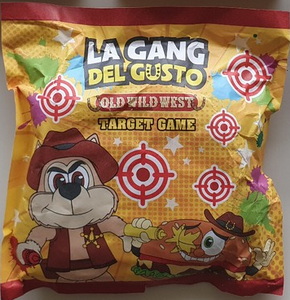 LA GANG
DEL GUSTO
OLD WILD WEST
TARGET GAME